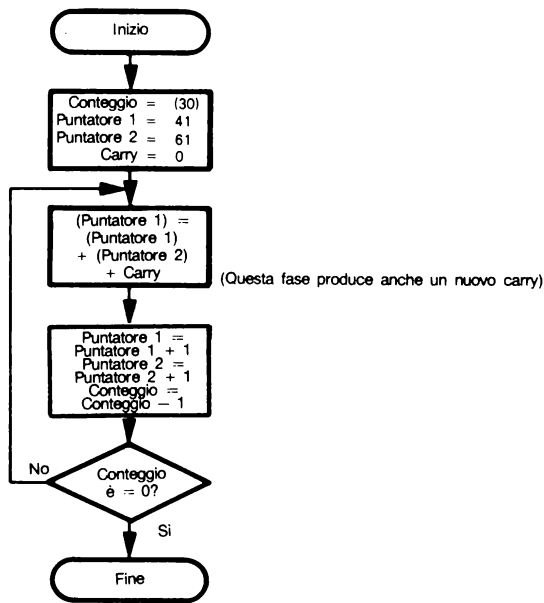 Inizio
Conteggio = (30)
Puntatore 1 = 41
Puntatore 2 = 61
Carry = 0
(Puntatore 1) =
(Puntatore 1)
+ (Puntatore 2)
+ Carry
(Questa fase produce anche un nuovo carry)
Puntatore 1 =
Puntatore 1 + 1
Puntatore 2 =
Puntatore 2 + 1
Conteggio =
Conteggio − 1
No
Conteggio
è = 0?
Sì
Fine